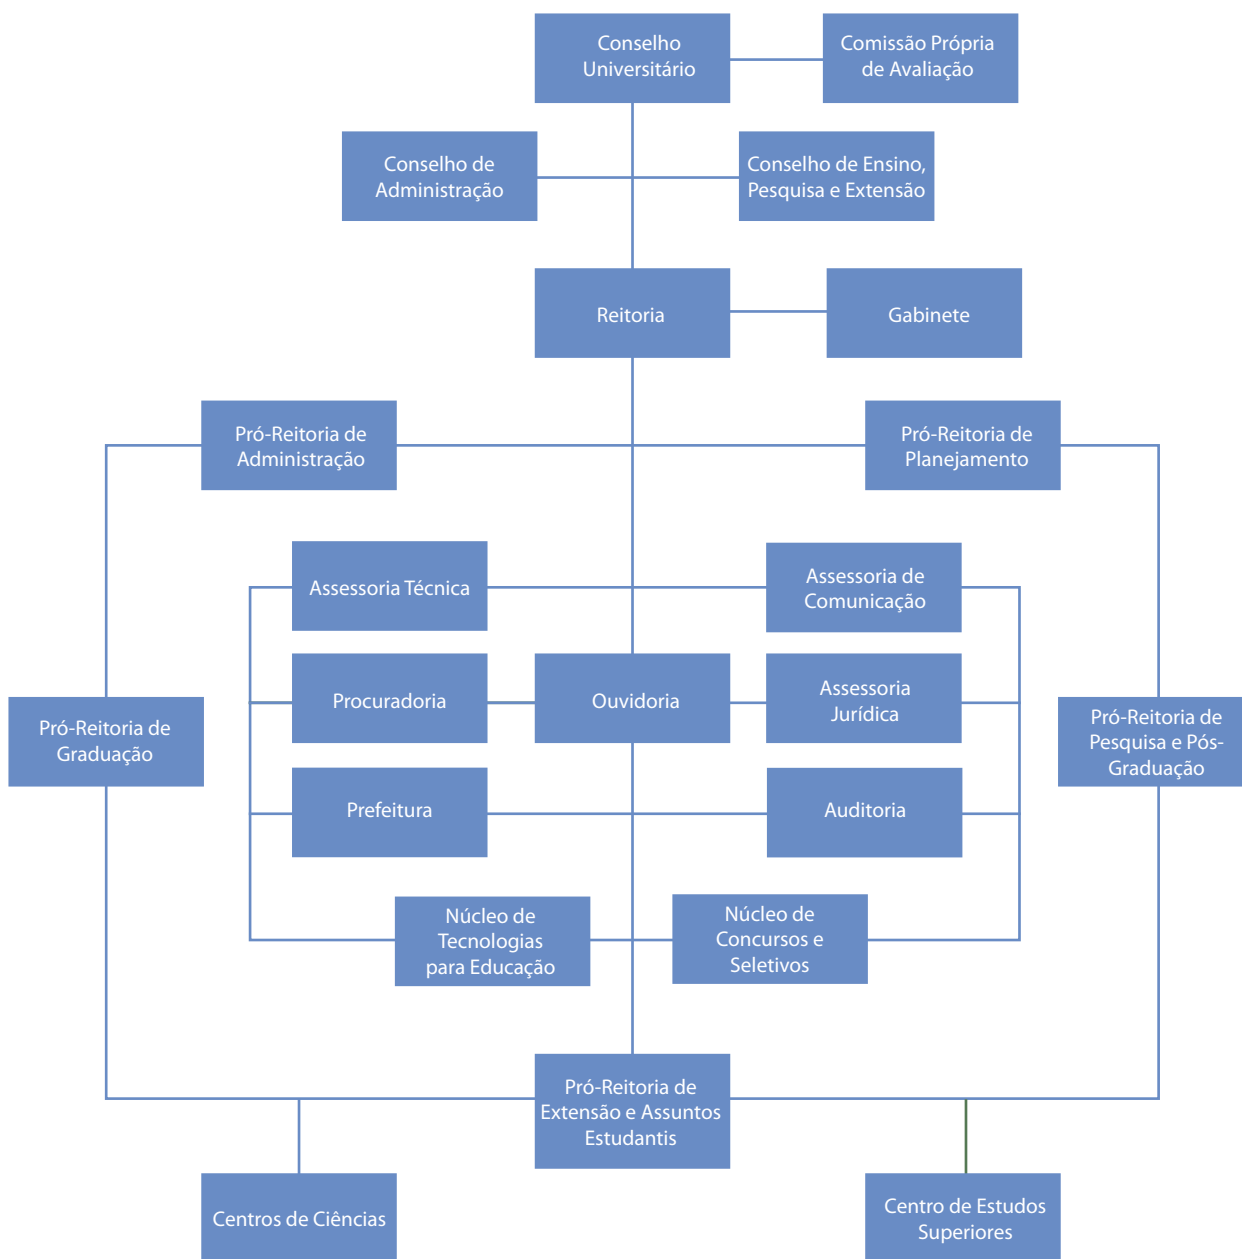 Conselho
Universitário
Comissão Própria
de Avaliação
Conselho de
Administração
Conselho de Ensino,
Pesquisa e Extensão
Reitoria
Gabinete
Pró-Reitoria de
Administração
Pró-Reitoria de
Planejamento
Assessoria Técnica
Assessoria de
Comunicação
Procuradoria
Ouvidoria
Assessoria
Jurídica
Pró-Reitoria de
Graduação
Pró-Reitoria de
Pesquisa e Pós-
Graduação
Prefeitura
Auditoria
Núcleo de
Tecnologias
para Educação
Núcleo de
Concursos e
Seletivos
Pró-Reitoria de
Extensão e Assuntos
Estudantis
Centros de Ciências
Centro de Estudos
Superiores